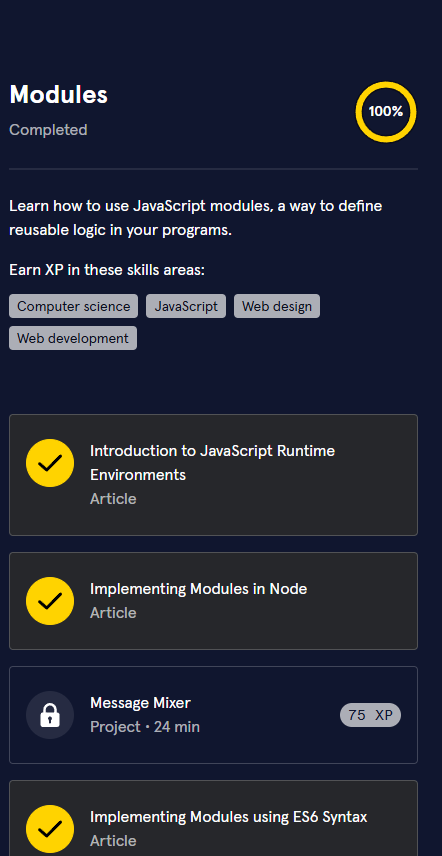 Modules
100%
Completed
Learn how to use JavaScript modules, a way to define
reusable logic in your programs.
Earn XP in these skills areas:
Computer science JavaScript Web design
Web development
Introduction to JavaScript Runtime
Environments
Article
Implementing Modules in Node
Article
Message Mixer
Project • 24 min
75 XP
Implementing Modules using ES6 Syntax
Article